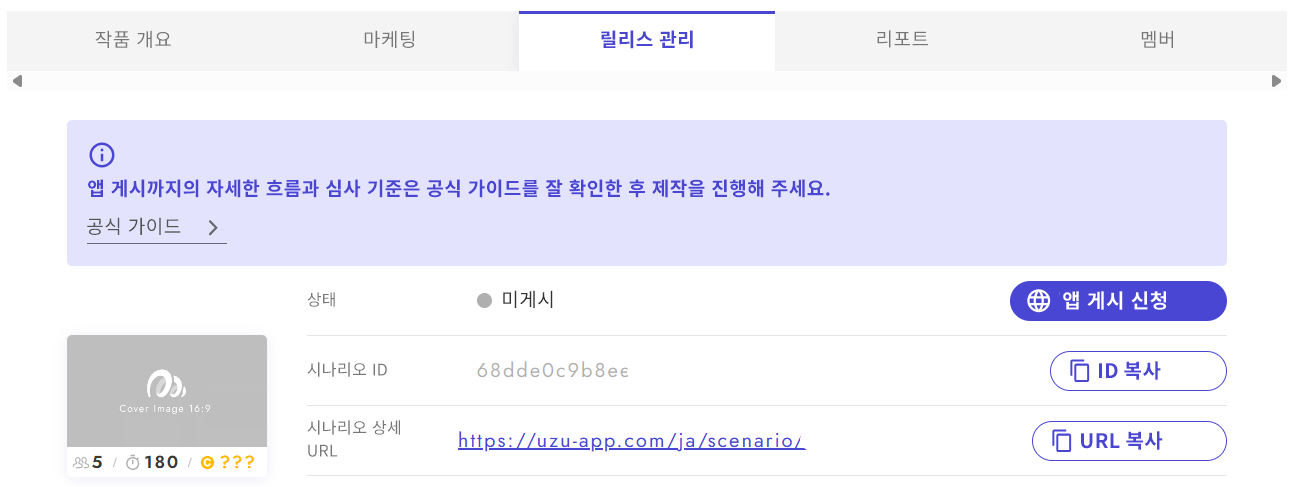 작품 개요
마케팅
릴리스 관리
리포트
멤버
앱 게시까지의 자세한 흐름과 심사 기준은 공식 가이드를 잘 확인한 후 제작을 진행해 주세요.
공식 가이드
상태
미게시
앱 게시 신청
Cover Image 16:9
5 / 180 / C ???
시나리오 ID
68dde0c9b8ee
ID 복사
시나리오 상세
URL
https://uzu-app.com/ja/scenario/
URL 복사